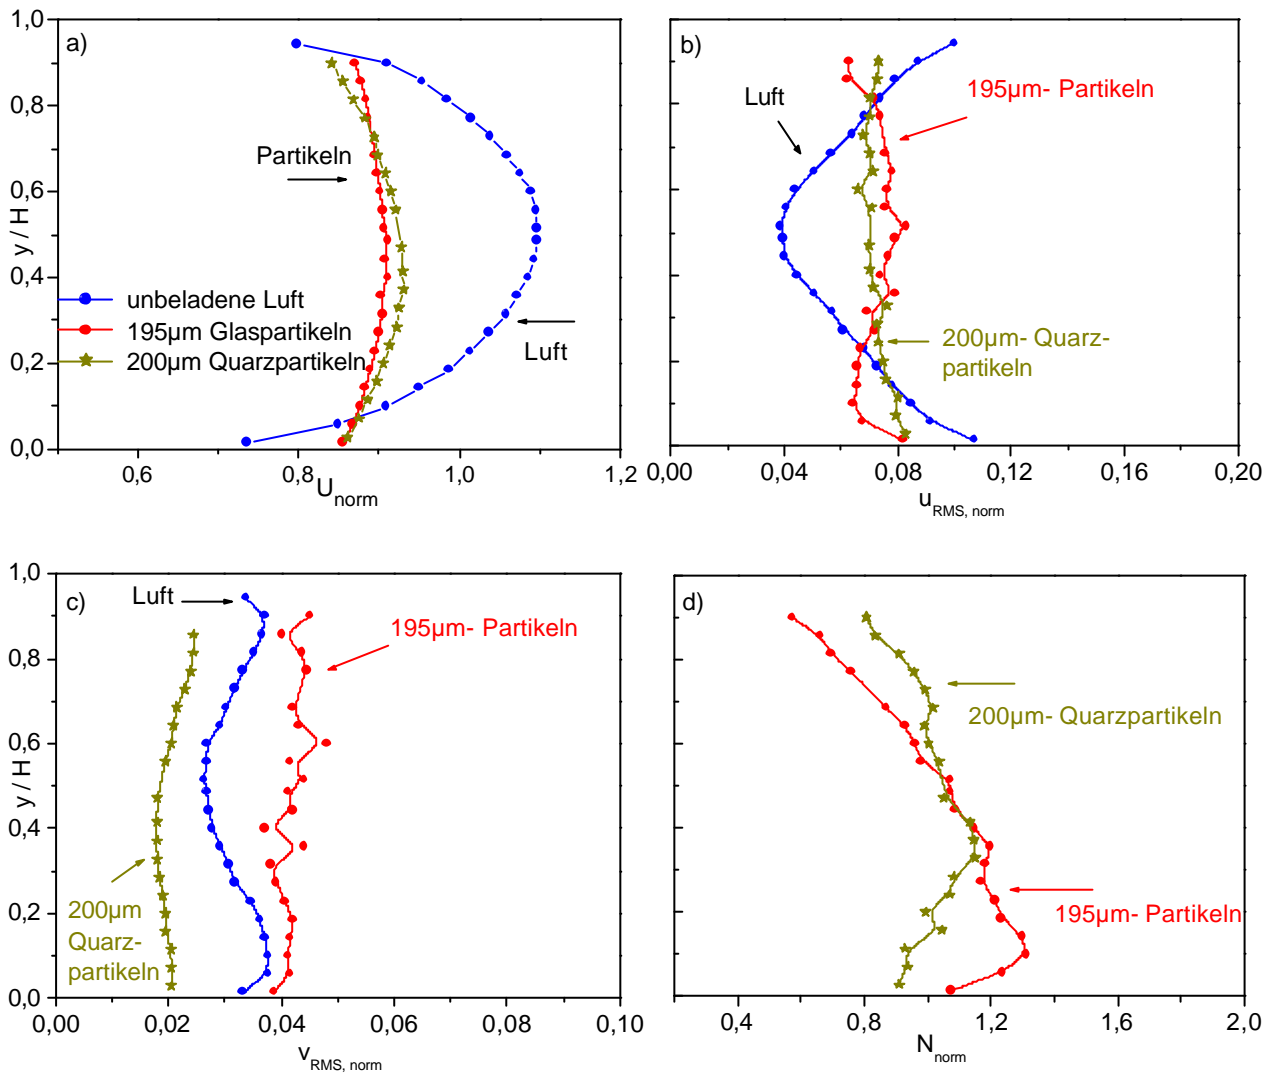 1,0
a)
0,8
Partikeln
0,6
y / H
0,4
unbeladene Luft
195µm Glaspartikeln
Luft
200µm Quarzpartikeln
0,2
0,0
0,6
0,8
1,0
1,2
U norm
b)
195µm- Partikeln
Luft
200µm- Quarz-
partikeln
0,00
0,04
0,08
0,12
0,16
0,20
u RMS, norm
1,0
c)
Luft
195µm- Partikeln
0,8
0,6
y / H
0,4
0,2
200µm
Quarz-
partikeln
0,0
0,00
0,02
0,04
0,06
0,08
0,10
v RMS, norm
d)
200µm- Quarzpartikeln
195µm- Partikeln
0,4
0,8
1,2
1,6
2,0
N norm